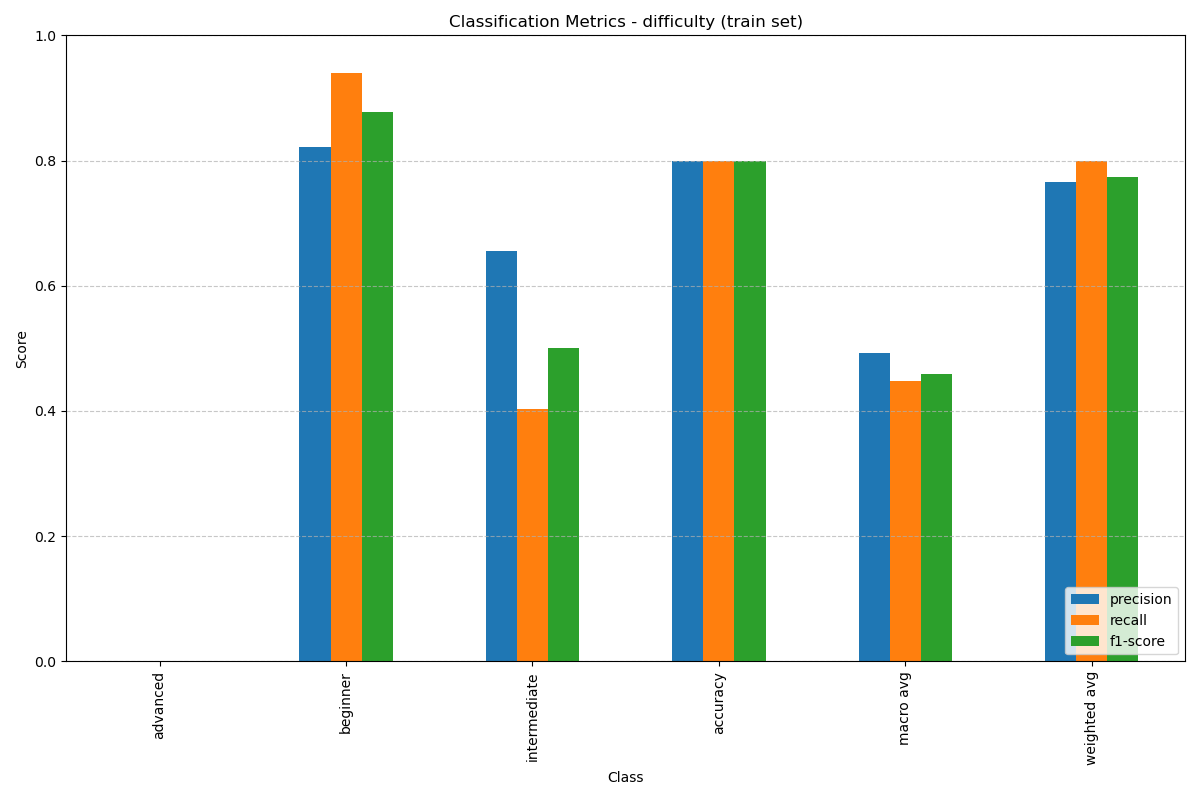 Classification Metrics - difficulty (train set)
1.0
0.8
0.6
0.4
0.2
0.0
Score
advanced
beginner
intermediate
accuracy
macro avg
weighted avg
Class
precision
recall
f1-score